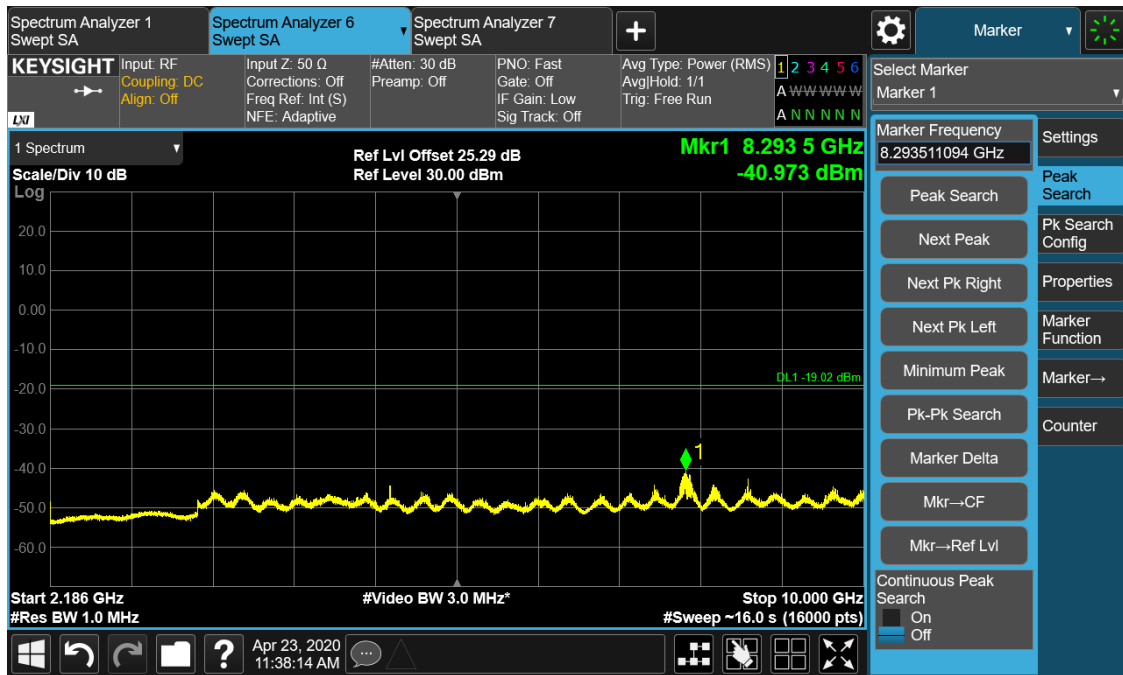 Spectrum Analyzer 1
Swept SA
Spectrum Analyzer 6
Swept SA
Spectrum Analyzer 7
Swept SA
Marker
KEYSIGHT
LXI
Input: RF
Coupling: DC
Align: Off
Input Z: 50 Ω
Corrections: Off
Freq Ref: Int (S)
NFE: Adaptive
#Atten: 30 dB
Preamp: Off
PNO: Fast
Gate: Off
IF Gain: Low
Sig Track: Off
Avg Type: Power (RMS)
Avg|Hold: 1/1
Trig: Free Run
1 2 3 4 5 6
A W W W W W
A N N N N N
Select Marker
Marker 1
1 Spectrum
Scale/Div 10 dB
Log
Ref Lvl Offset 25.29 dB
Ref Level 30.00 dBm
Mkr1 8.293 5 GHz
-40.973 dBm
20.0
10.0
0.00
-10.0
-20.0
-30.0
-40.0
-50.0
-60.0
DL1 -19.02 dBm
1
Start 2.186 GHz
#Res BW 1.0 MHz
#Video BW 3.0 MHz*
Stop 10.000 GHz
#Sweep ~16.0 s (16000 pts)
Marker Frequency
8.293511094 GHz
Peak Search
Next Peak
Next Pk Right
Next Pk Left
Minimum Peak
Pk-Pk Search
Marker Delta
Mkr→CF
Mkr→Ref Lvl
Continuous Peak
Search
On
Off
Settings
Peak
Search
Pk Search
Config
Properties
Marker
Function
Marker→
Counter
?
Apr 23, 2020
11:38:14 AM